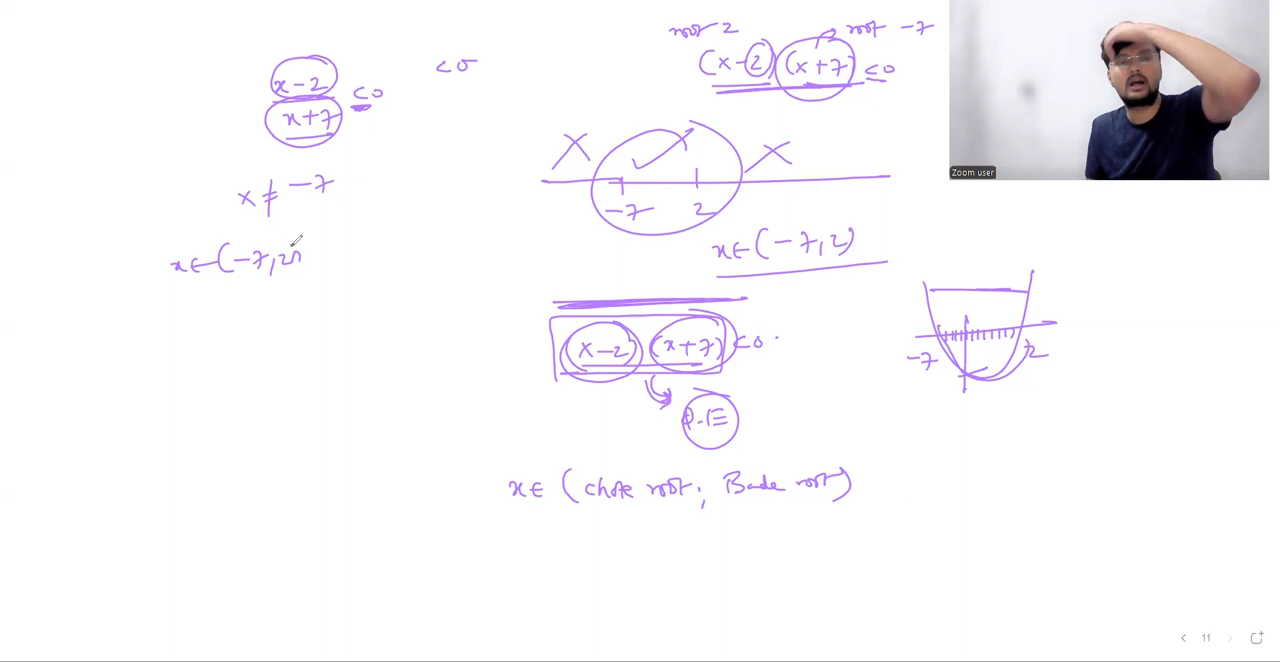 x-2
x+7
<0
<0
x ≠ -7
x ∈ (-7, 2
root 2
root -7
(x-2) (x+7) <0
X
X
-7
2
x ∈ (-7, 2)
(x-2) (x+7) <0
-7
2
x ∈ (chote root, Bade root)
Zoom user
11